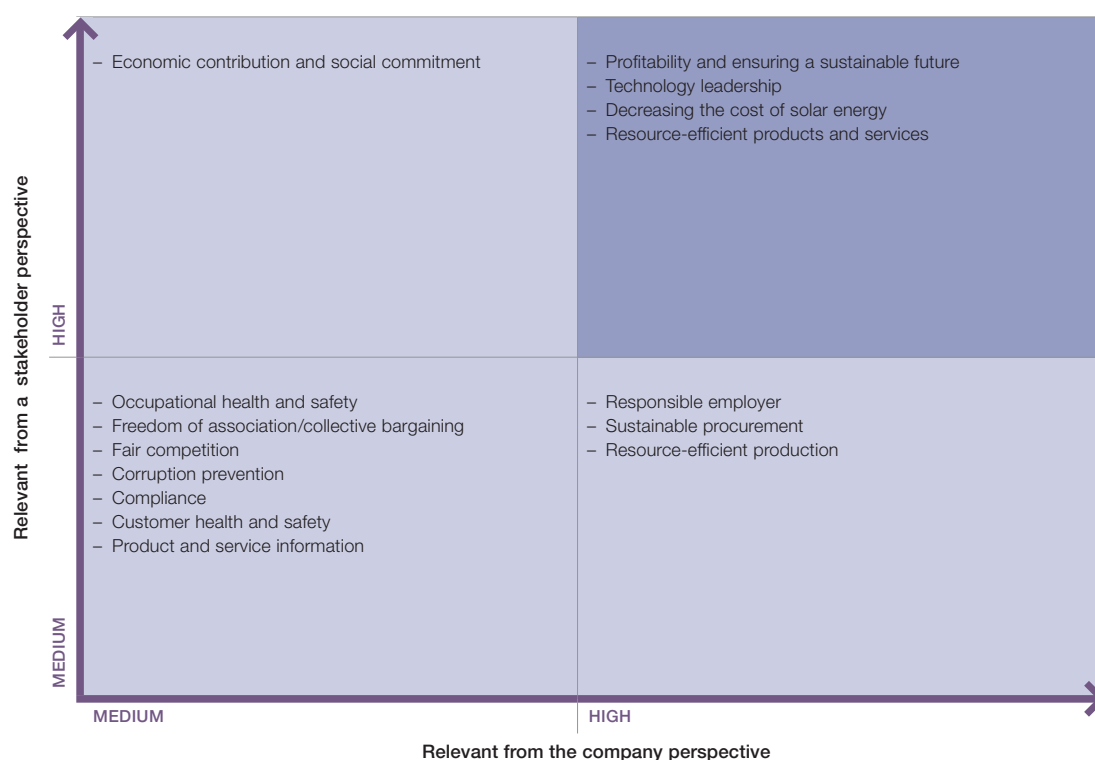 – Economic contribution and social commitment
– Profitability and ensuring a sustainable future
– Technology leadership
– Decreasing the cost of solar energy
– Resource-efficient products and services
Relevant from a stakeholder perspective
HIGH
– Occupational health and safety
– Freedom of association/collective bargaining
– Fair competition
– Corruption prevention
– Compliance
– Customer health and safety
– Product and service information
– Responsible employer
– Sustainable procurement
– Resource-efficient production
MEDIUM
MEDIUM
HIGH
Relevant from the company perspective